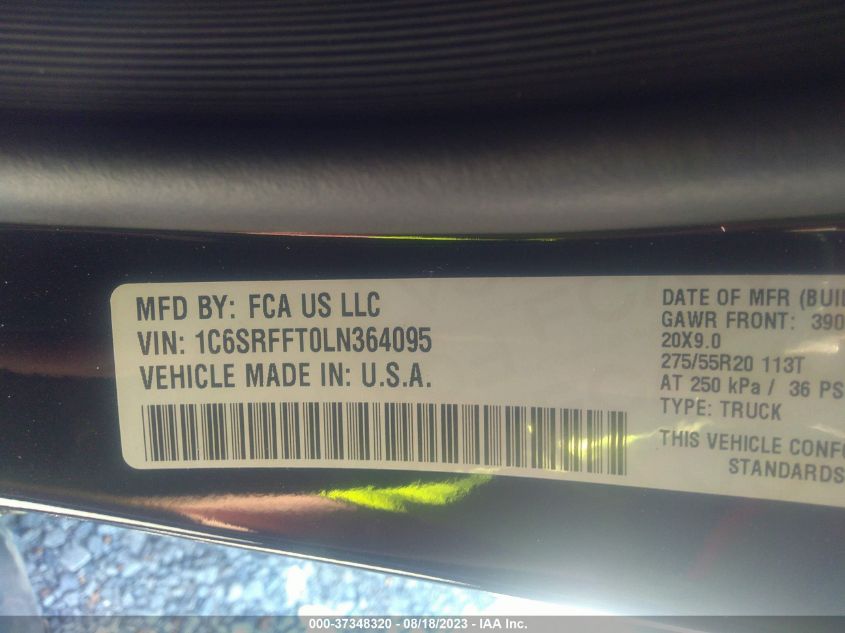 MFD BY: FCA US LLC
VIN: 1C6SRFFT0LN364095
VEHICLE MADE IN: U.S.A.
DATE OF MFR (BUI
GAWR FRONT: 390
20X9.0
275/55R20 113T
AT 250 kPa / 36 PS
TYPE: TRUCK
THIS VEHICLE CONFO
STANDARDS
000-37348320 - 08/18/2023 - IAA Inc.